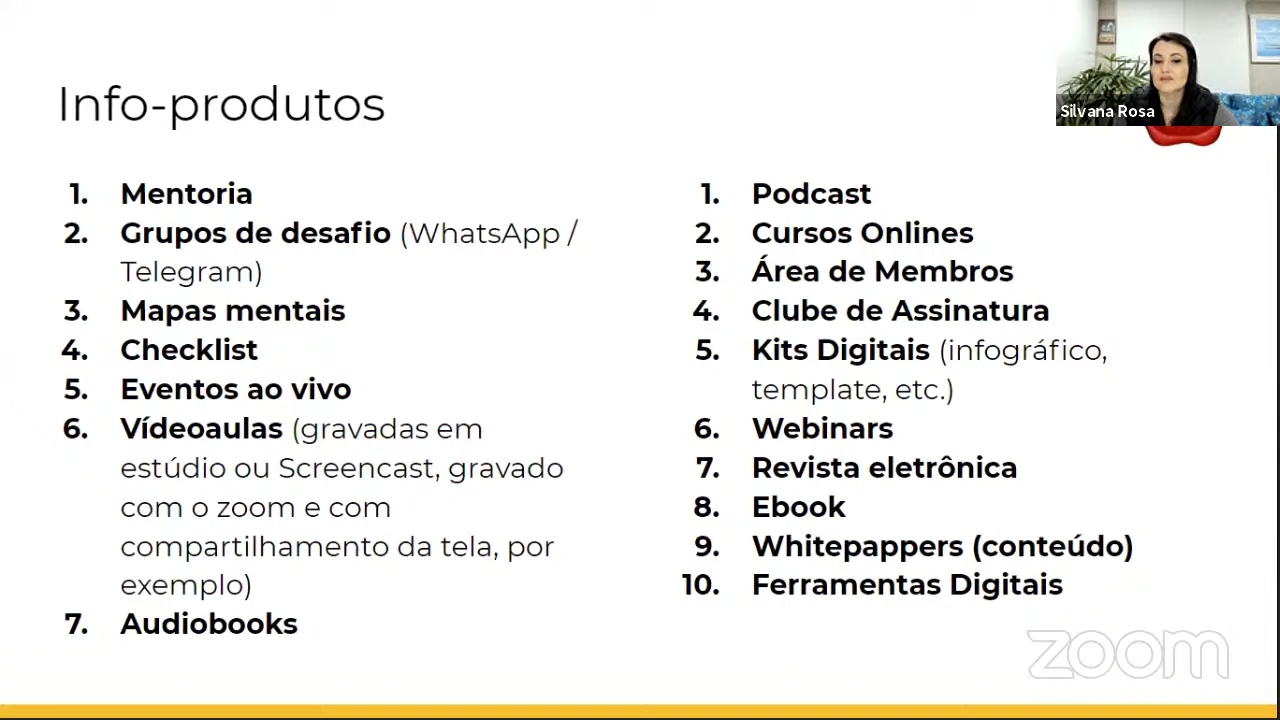 Info-produtos
Silvana Rosa
1. Mentoria
2. Grupos de desafio (WhatsApp /
Telegram)
3. Mapas mentais
4. Checklist
5. Eventos ao vivo
6. Vídeoaulas (gravadas em
estúdio ou Screencast, gravado
com o zoom e com
compartilhamento da tela, por
exemplo)
7. Audiobooks
1. Podcast
2. Cursos Onlines
3. Área de Membros
4. Clube de Assinatura
5. Kits Digitais (infográfico,
template, etc.)
6. Webinars
7. Revista eletrônica
8. Ebook
9. Whitepappers (conteúdo)
10. Ferramentas Digitais
zoom